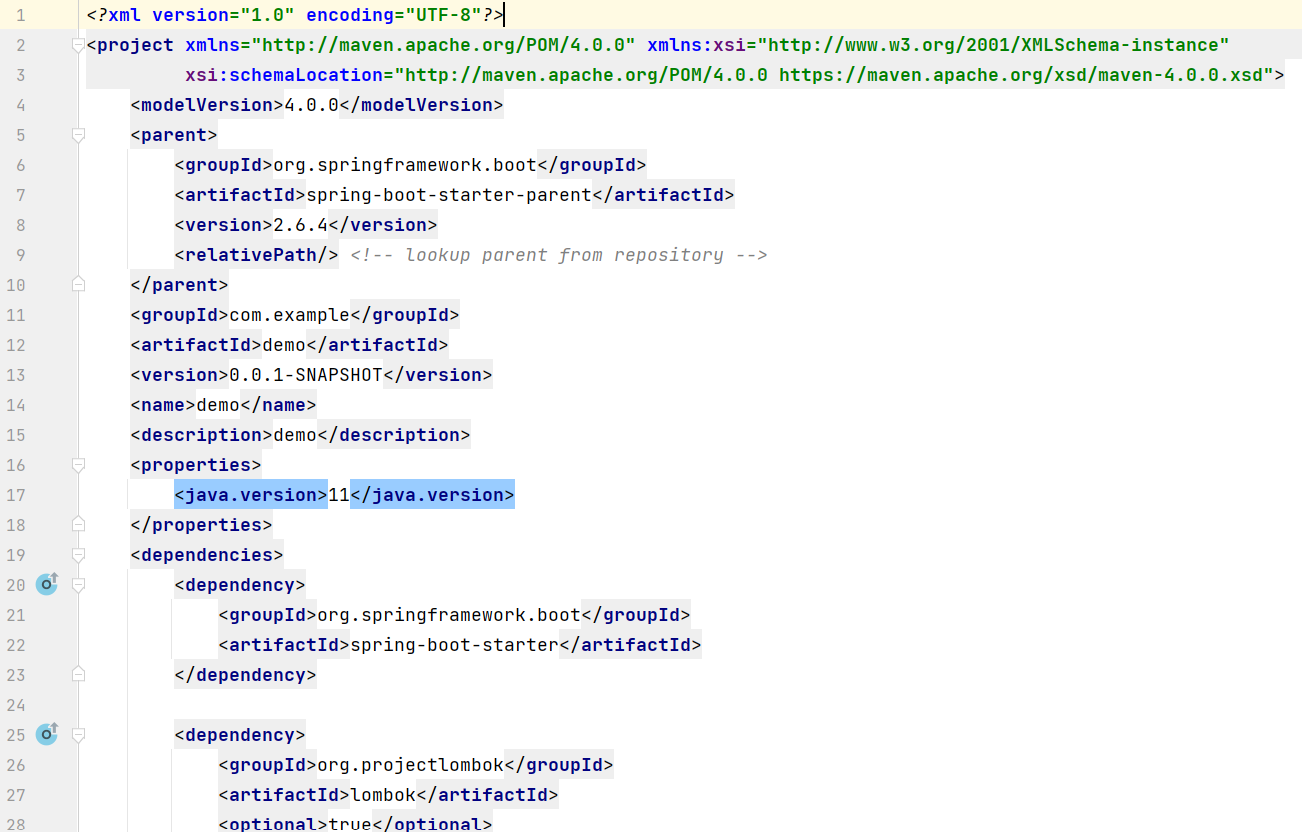 1 <?xml version="1.0" encoding="UTF-8"?>
2 <project xmlns="http://maven.apache.org/POM/4.0.0" xmlns:xsi="http://www.w3.org/2001/XMLSchema-instance"
3          xsi:schemaLocation="http://maven.apache.org/POM/4.0.0 https://maven.apache.org/xsd/maven-4.0.0.xsd">
4     <modelVersion>4.0.0</modelVersion>
5     <parent>
6         <groupId>org.springframework.boot</groupId>
7         <artifactId>spring-boot-starter-parent</artifactId>
8         <version>2.6.4</version>
9         <relativePath/> <!-- lookup parent from repository -->
10     </parent>
11     <groupId>com.example</groupId>
12     <artifactId>demo</artifactId>
13     <version>0.0.1-SNAPSHOT</version>
14     <name>demo</name>
15     <description>demo</description>
16     <properties>
17         <java.version>11</java.version>
18     </properties>
19     <dependencies>
20         <dependency>
21             <groupId>org.springframework.boot</groupId>
22             <artifactId>spring-boot-starter</artifactId>
23         </dependency>
24
25         <dependency>
26             <groupId>org.projectlombok</groupId>
27             <artifactId>lombok</artifactId>
28             <optional>true</optional>